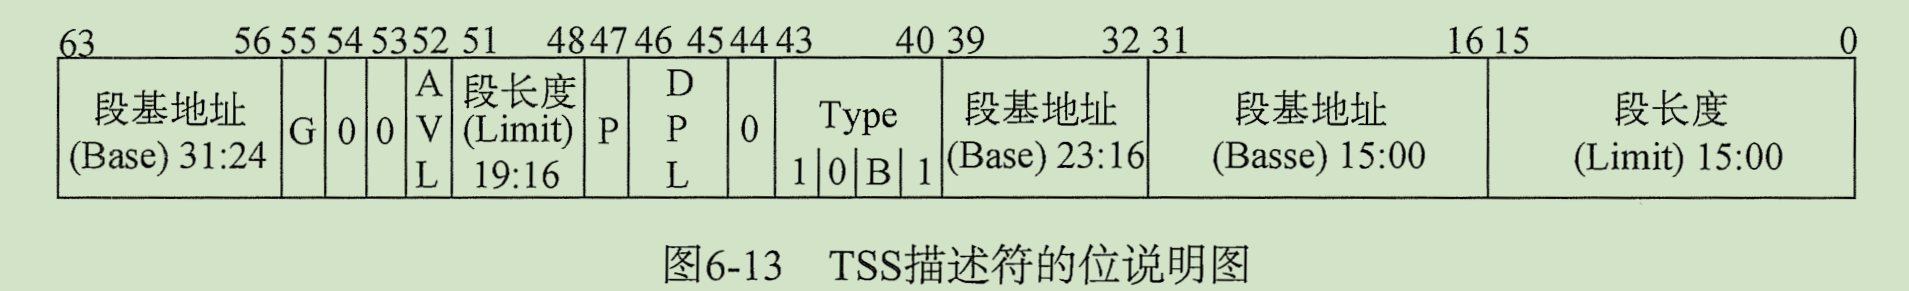 63 56 55 54 53 52 51 48 47 46 45 44 43 40 39 32 31 16 15 0
段基地址
(Base) 31:24
G
0
0
A
V
L
段长度
(Limit)
19:16
P
D
P
L
0
Type
1 0 B 1
段基地址
(Base) 23:16
段基地址
(Basse) 15:00
段长度
(Limit) 15:00
图6-13 TSS描述符的位说明图